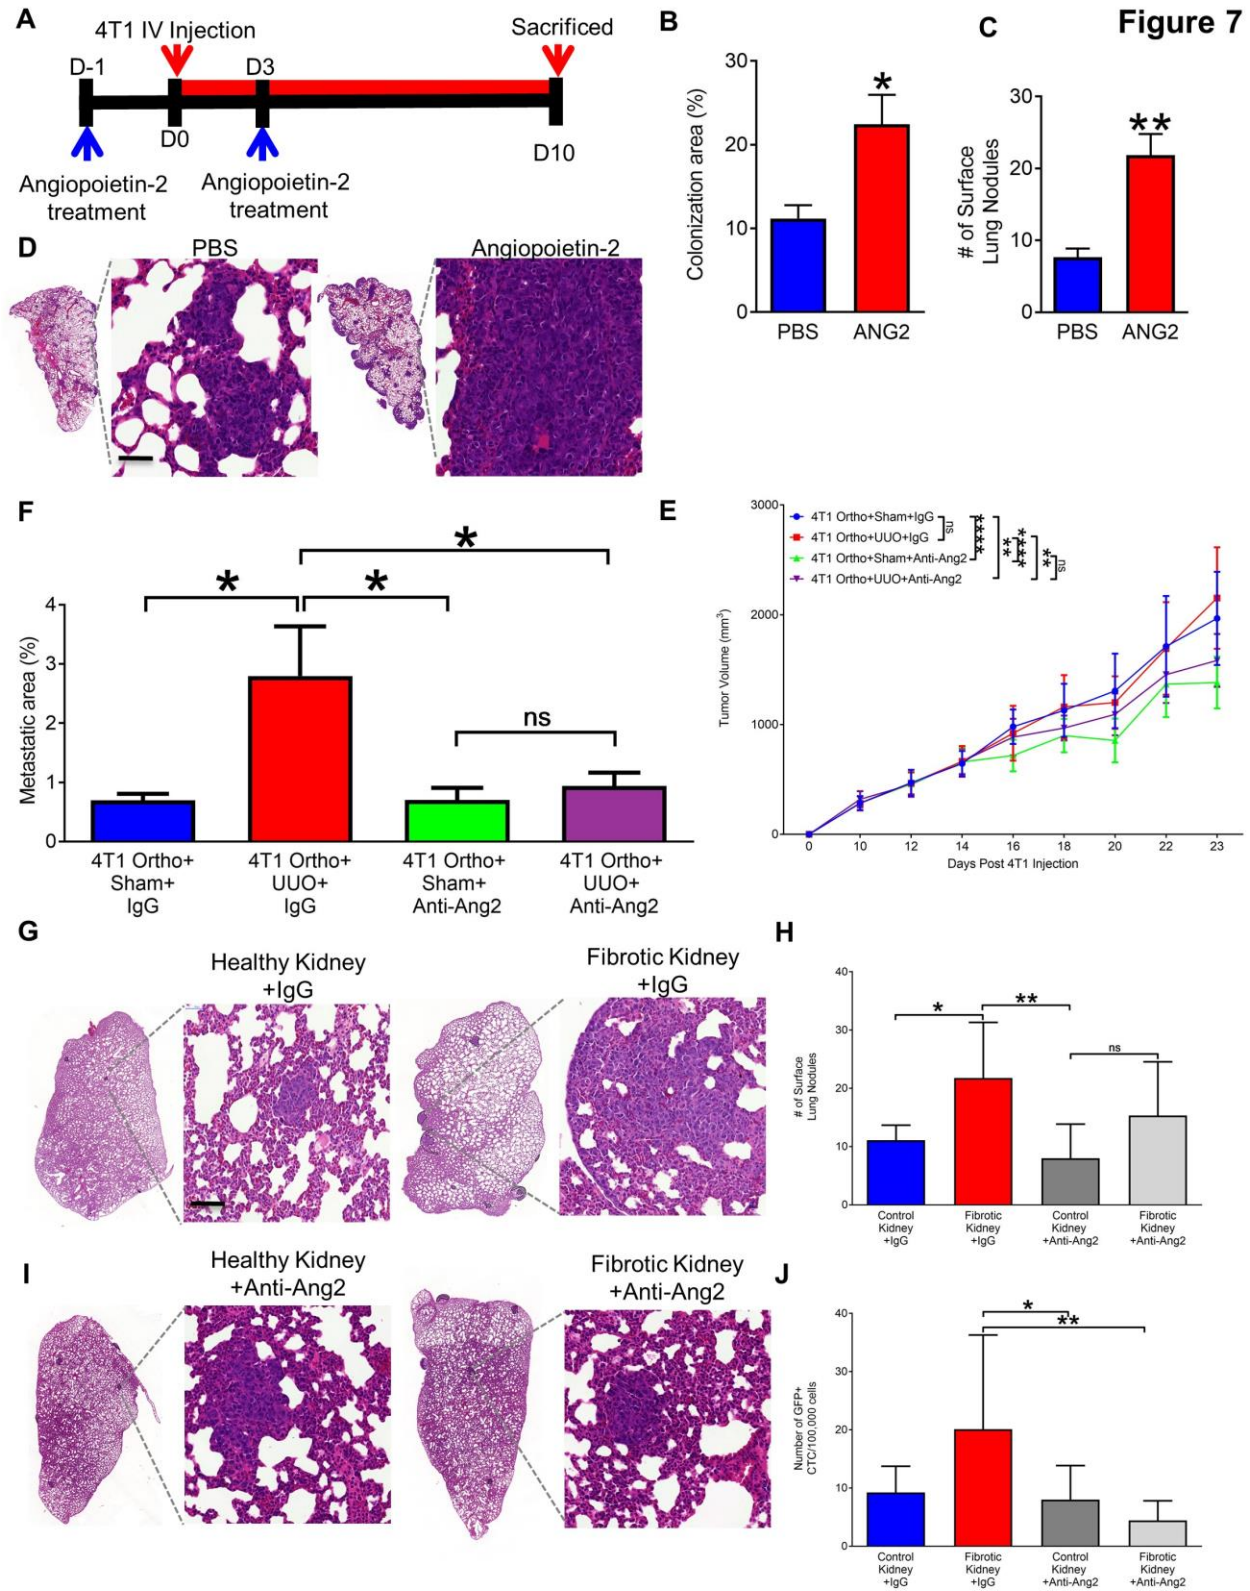 Figure 7
A
4T1 IV Injection
Sacrificed
D-1
D3
D0
D10
Angiopoietin-2
treatment
Angiopoietin-2
treatment
B
Colonization area (%)
30
20
10
0
*
PBS
ANG2
C
# of Surface
Lung Nodules
30
20
10
0
**
PBS
ANG2
D
PBS
Angiopoietin-2
F
Metastatic area (%)
4
3
2
1
0
*
*
*
ns
4T1 Ortho+
Sham+
IgG
4T1 Ortho+
UUO+
IgG
4T1 Ortho+
Sham+
Anti-Ang2
4T1 Ortho+
UUO+
Anti-Ang2
E
Tumor Volume (mm3)
3000
2000
1000
0
4T1 Ortho+Sham+IgG
4T1 Ortho+UUO+IgG
4T1 Ortho+Sham+Anti-Ang2
4T1 Ortho+UUO+Anti-Ang2
ns
****
**
****
**
ns
0 10 12 14 16 18 20 22 23
Days Post 4T1 Injection
G
Healthy Kidney
+IgG
Fibrotic Kidney
+IgG
H
# of Surface
Lung Nodules
40
30
20
10
0
*
**
ns
Control
Kidney
+IgG
Fibrotic
Kidney
+IgG
Control
Kidney
+Anti-Ang2
Fibrotic
Kidney
+Anti-Ang2
I
Healthy Kidney
+Anti-Ang2
Fibrotic Kidney
+Anti-Ang2
J
Number of GFP+
CTC/100,000 cells
40
30
20
10
0
*
**
Control
Kidney
+IgG
Fibrotic
Kidney
+IgG
Control
Kidney
+Anti-Ang2
Fibrotic
Kidney
+Anti-Ang2